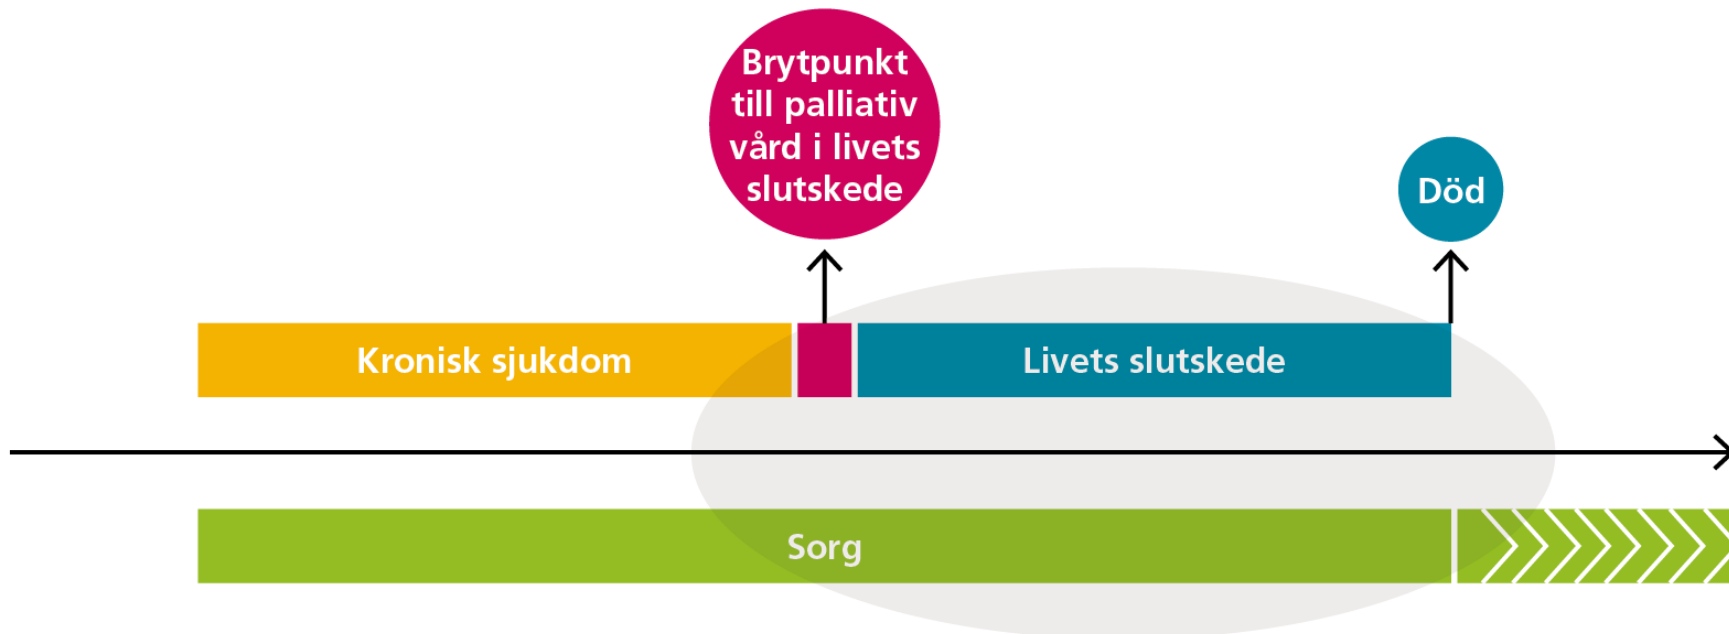 Brytpunkt
till palliativ
vård i livets
slutskede
Död
Kronisk sjukdom
Livets slutskede
Sorg